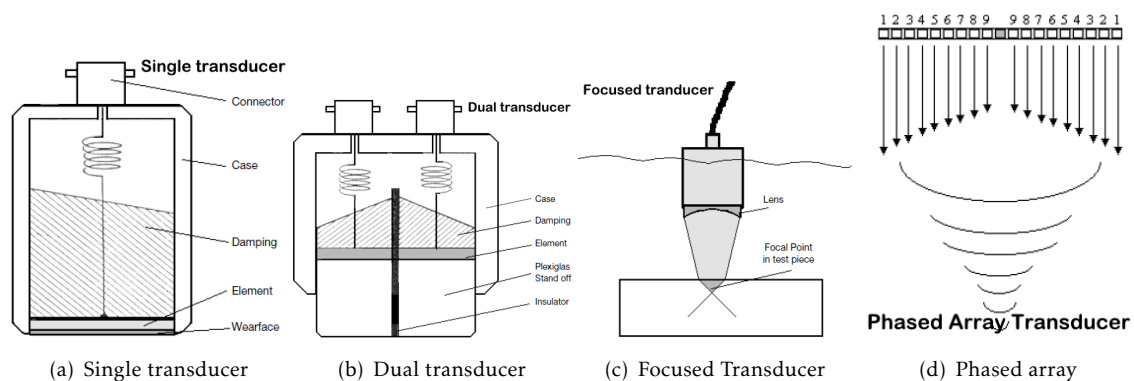 Single transducer
Connector
Case
Damping
Element
Wearface
(a) Single transducer
Dual transducer
Case
Damping
Element
Plexiglas
Stand off
Insulator
(b) Dual transducer
Focused tranducer
Lens
Focal Point
in test piece
(c) Focused Transducer
1 2 3 4 5 6 7 8 9 9 8 7 6 5 4 3 2 1
Phased Array Transducer
(d) Phased array